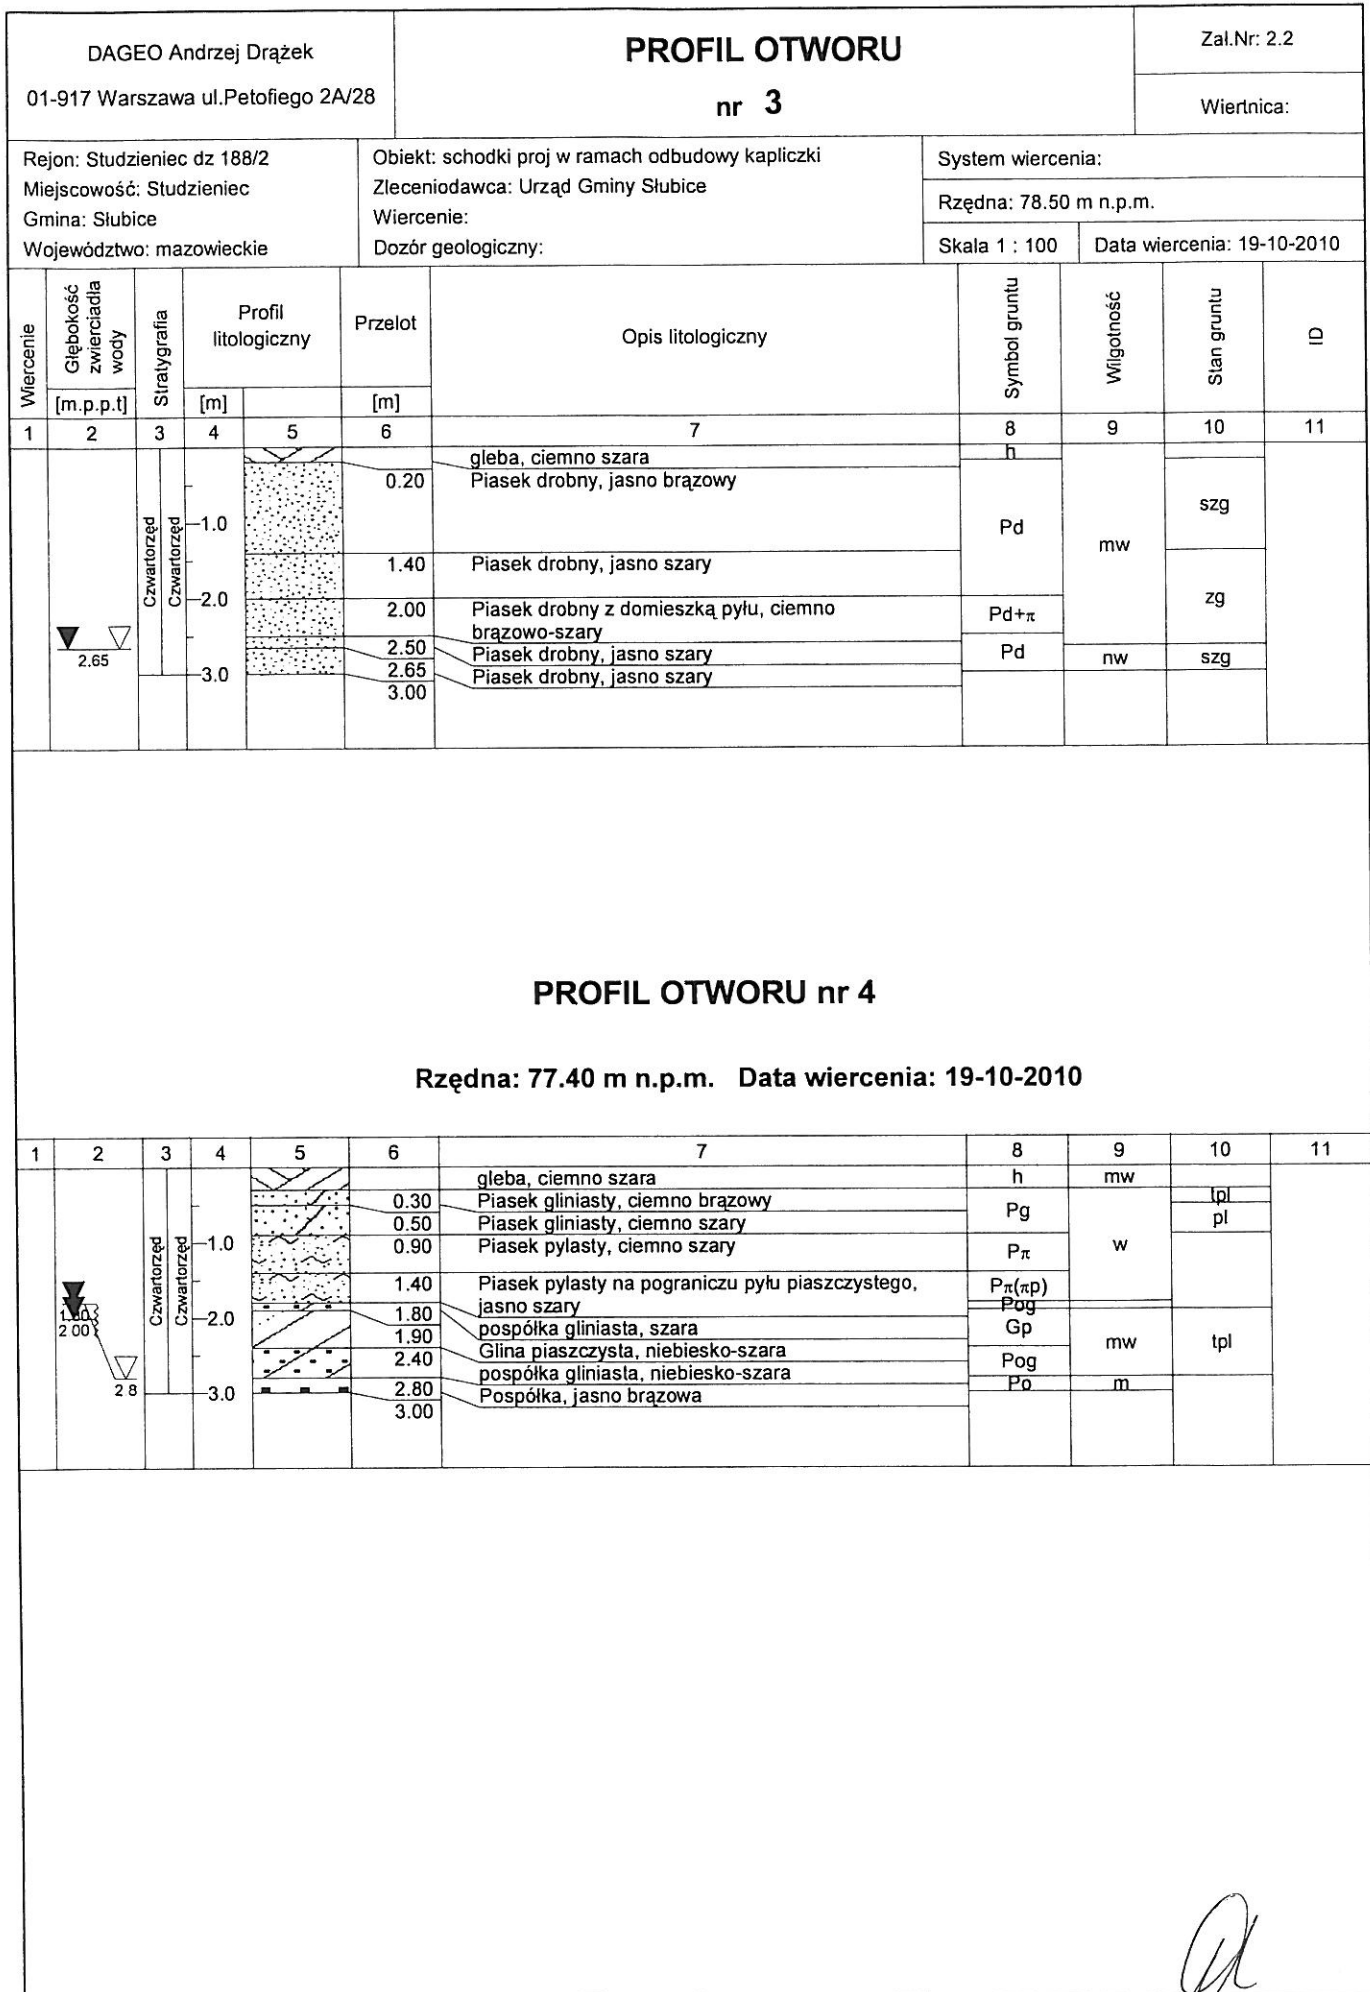 DAGEO Andrzej Drążek
01-917 Warszawa ul.Petofiego 2A/28
PROFIL OTWORU
nr 3
Zał.Nr: 2.2
Wiertnica:
Rejon: Studzieniec dz 188/2
Miejscowość: Studzieniec
Gmina: Słubice
Województwo: mazowieckie
Obiekt: schodki proj w ramach odbudowy kapliczki
Zleceniodawca: Urząd Gminy Słubice
Wiercenie:
Dozór geologiczny:
System wiercenia:
Rzędna: 78.50 m n.p.m.
Skala 1 : 100 Data wiercenia: 19-10-2010
Wiercenie
Głębokość zwierciadła wody
[m.p.p.t]
Stratygrafia
Profil litologiczny
[m]
Przelot
[m]
Opis litologiczny
Symbol gruntu
Wilgotność
Stan gruntu
ID
1 2 3 4 5 6 7 8 9 10 11
gleba, ciemno szara h
0.20 Piasek drobny, jasno brązowy
szg
1.0 Pd
mw
1.40 Piasek drobny, jasno szary
Czwartorzęd
Czwartorzęd
2.0 zg
2.00 Piasek drobny z domieszką pyłu, ciemno
brązowo-szary
Pd+π
2.50 Piasek drobny, jasno szary Pd
2.65
3.0 2.65 Piasek drobny, jasno szary nw szg
3.00
PROFIL OTWORU nr 4
Rzędna: 77.40 m n.p.m. Data wiercenia: 19-10-2010
1 2 3 4 5 6 7 8 9 10 11
gleba, ciemno szara h mw
0.30 Piasek gliniasty, ciemno brązowy tpl
Pg
0.50 Piasek gliniasty, ciemno szary pl
1.0 0.90 Piasek pylasty, ciemno szary Pπ w
Czwartorzęd
Czwartorzęd
1.40 Piasek pylasty na pograniczu pyłu piaszczystego,
jasno szary
Pπ(πp)
Pog
2.0 1.80 pospółka gliniasta, szara Gp
2.00
1.90 Glina piaszczysta, niebiesko-szara mw tpl
2.40 pospółka gliniasta, niebiesko-szara Pog
2.8
3.0 2.80 Pospółka, jasno brązowa Po m
3.00